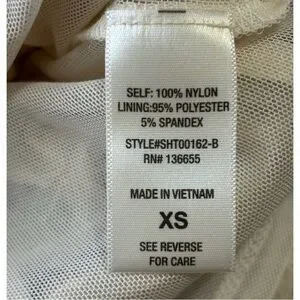 SELF: 100% NYLON
LINING:95% POLYESTER
5% SPANDEX
STYLE#SHT00162-B
RN# 136655
MADE IN VIETNAM
XS
SEE REVERSE
FOR CARE